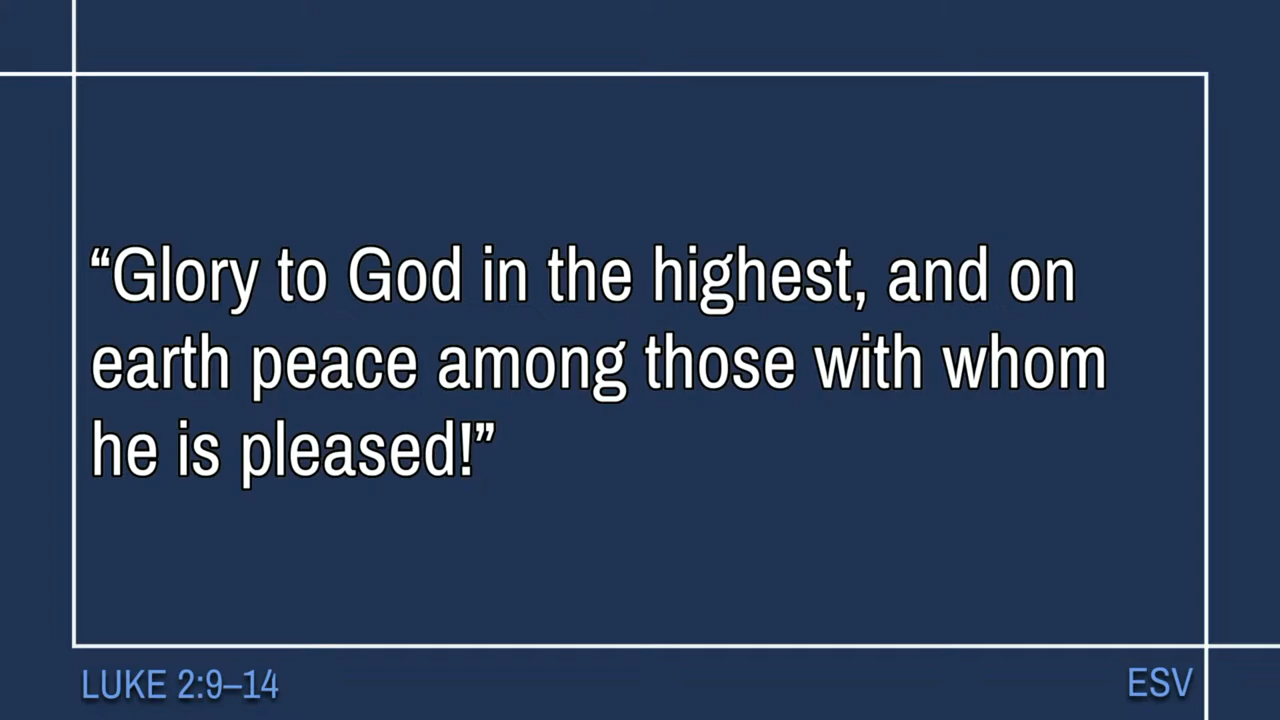 “Glory to God in the highest, and on
earth peace among those with whom
he is pleased!”
LUKE 2:9–14
ESV